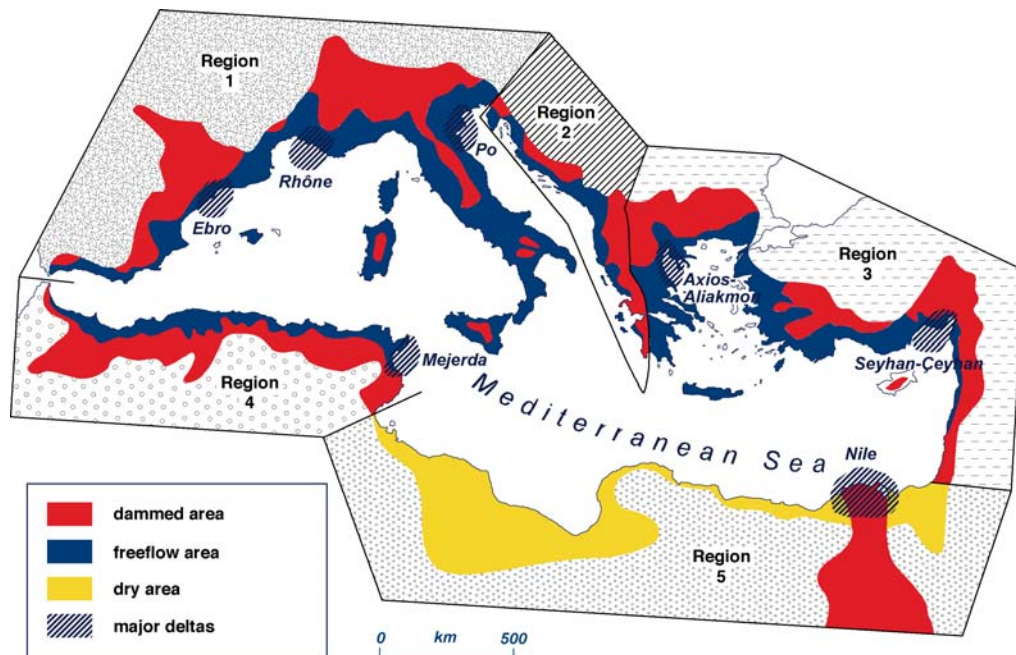 Region
1
Region
2
Po
Rhône
Ebro
Region
3
Axios-
Aliakmon
Mejerda
Seyhan-Çeyhan
Region
4
Mediterranean Sea
Nile
Region
5
dammed area
freeflow area
dry area
major deltas
0 km 500